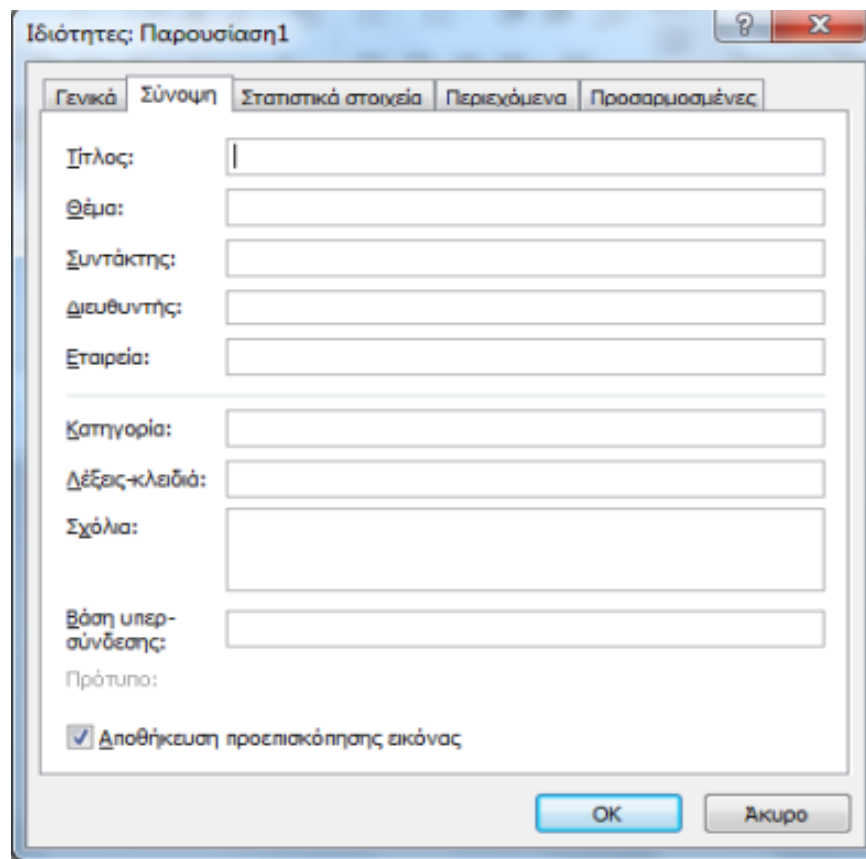 Ιδιότητες: Παρουσίαση1
Γενικά Σύνοψη Στατιστικά στοιχεία Περιεχόμενα Προσαρμοσμένες
Τίτλος:
Θέμα:
Συντάκτης:
Διευθυντής:
Εταιρεία:
Κατηγορία:
Λέξεις-κλειδιά:
Σχόλια:
Βάση υπερ-
σύνδεσης:
Πρότυπο:
Αποθήκευση προεπισκόπησης εικόνας
OK Άκυρο